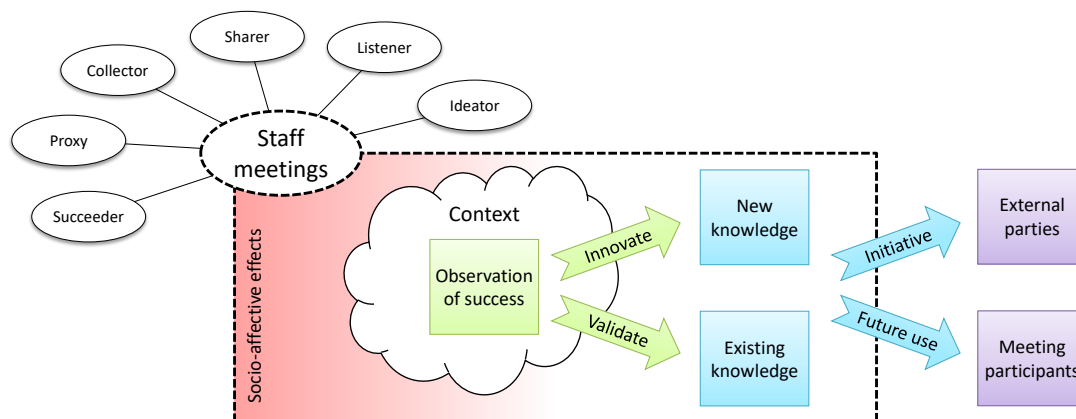 Sharer
Listener
Collector
Ideator
Proxy
Succeeder
Staff
meetings
Socio-affective effects
Context
Observation
of success
Innovate
Validate
New
knowledge
Existing
knowledge
Initiative
Future use
External
parties
Meeting
participants